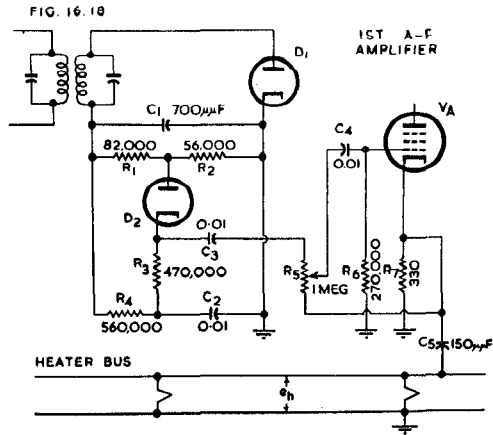 FIG. 16.18
1ST A-F
AMPLIFIER
D1
VA
C1 700μμF
C4
0.01
82,000
R1
56,000
R2
D2
0.01
C3
R3
470,000
R5
1 MEG
R6
270,000
R7
330
R4
560,000
C2
0.01
C5 150μμF
HEATER BUS
eh